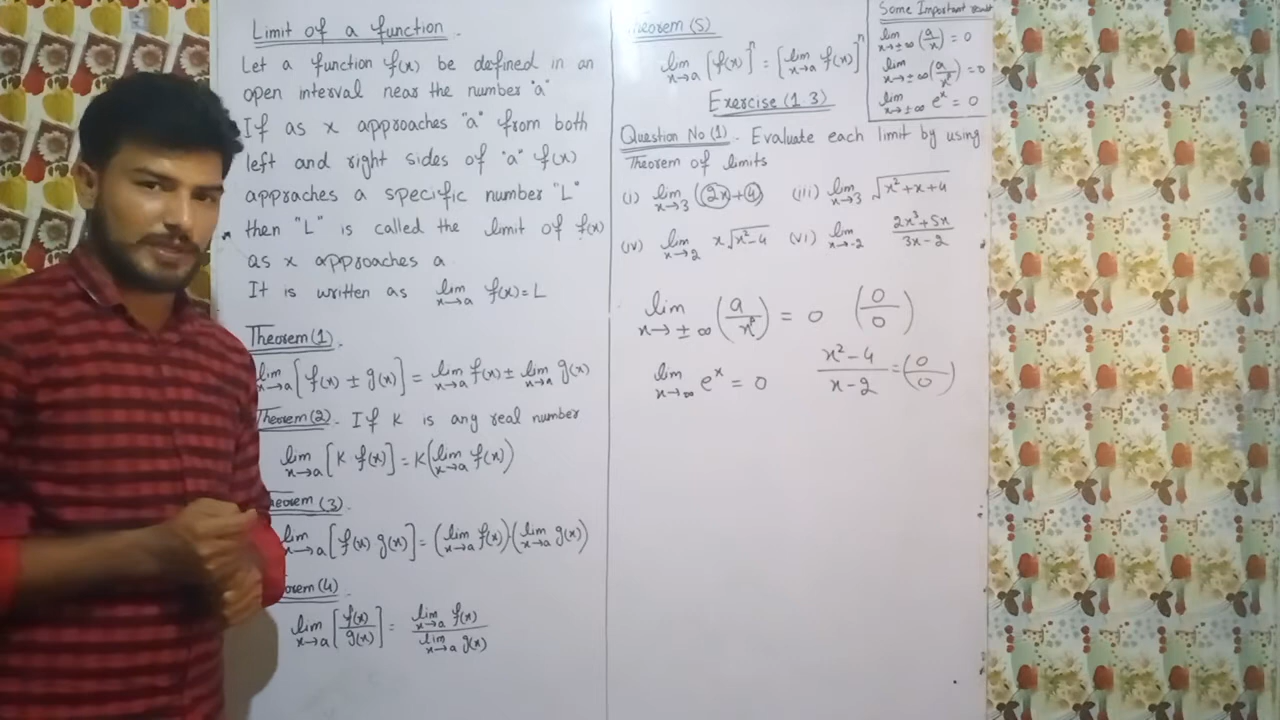 Limit of a function
Let a function f(x) be defined in an
open interval near the number "a"
If as x approaches "a" from both
left and right sides of "a" f(x)
appraches a specific number "L"
then "L" is called the limit of f(x)
as x approaches a
It is written as lim x→a f(x) = L
Theorem (1)
lim x→a [f(x) ± g(x)] = lim x→a f(x) ± lim x→a g(x)
Theorem (2). If K is any real number
lim x→a [K f(x)] = K(lim x→a f(x))
Theorem (3)
lim x→a [f(x) g(x)] = (lim x→a f(x))·(lim x→a g(x))
orem (4)
lim x→a [f(x)/g(x)] = lim x→a f(x) / lim x→a g(x)
Theorem (5)
lim x→a [f(x)]^n = [lim x→a f(x)]^n
Some Important
lim x→±∞ (a/x) = 0
lim x→±∞ (a/x^p) = 0
lim x→±∞ e^x = 0
Exercise (1.3)
Question No (1). Evaluate each limit by using
Theorem of limits
(i) lim x→3 (2x+4) (iii) lim x→3 √(x²+x+4)
(iv) lim x→2 x√(x²-4) (vi) lim x→-2 (2x³+5x)/(3x-2)
lim x→±∞ (a/x^p) = 0 (0/0)
lim x→∞ e^x = 0 (x²-4)/(x-2) = (0/0)